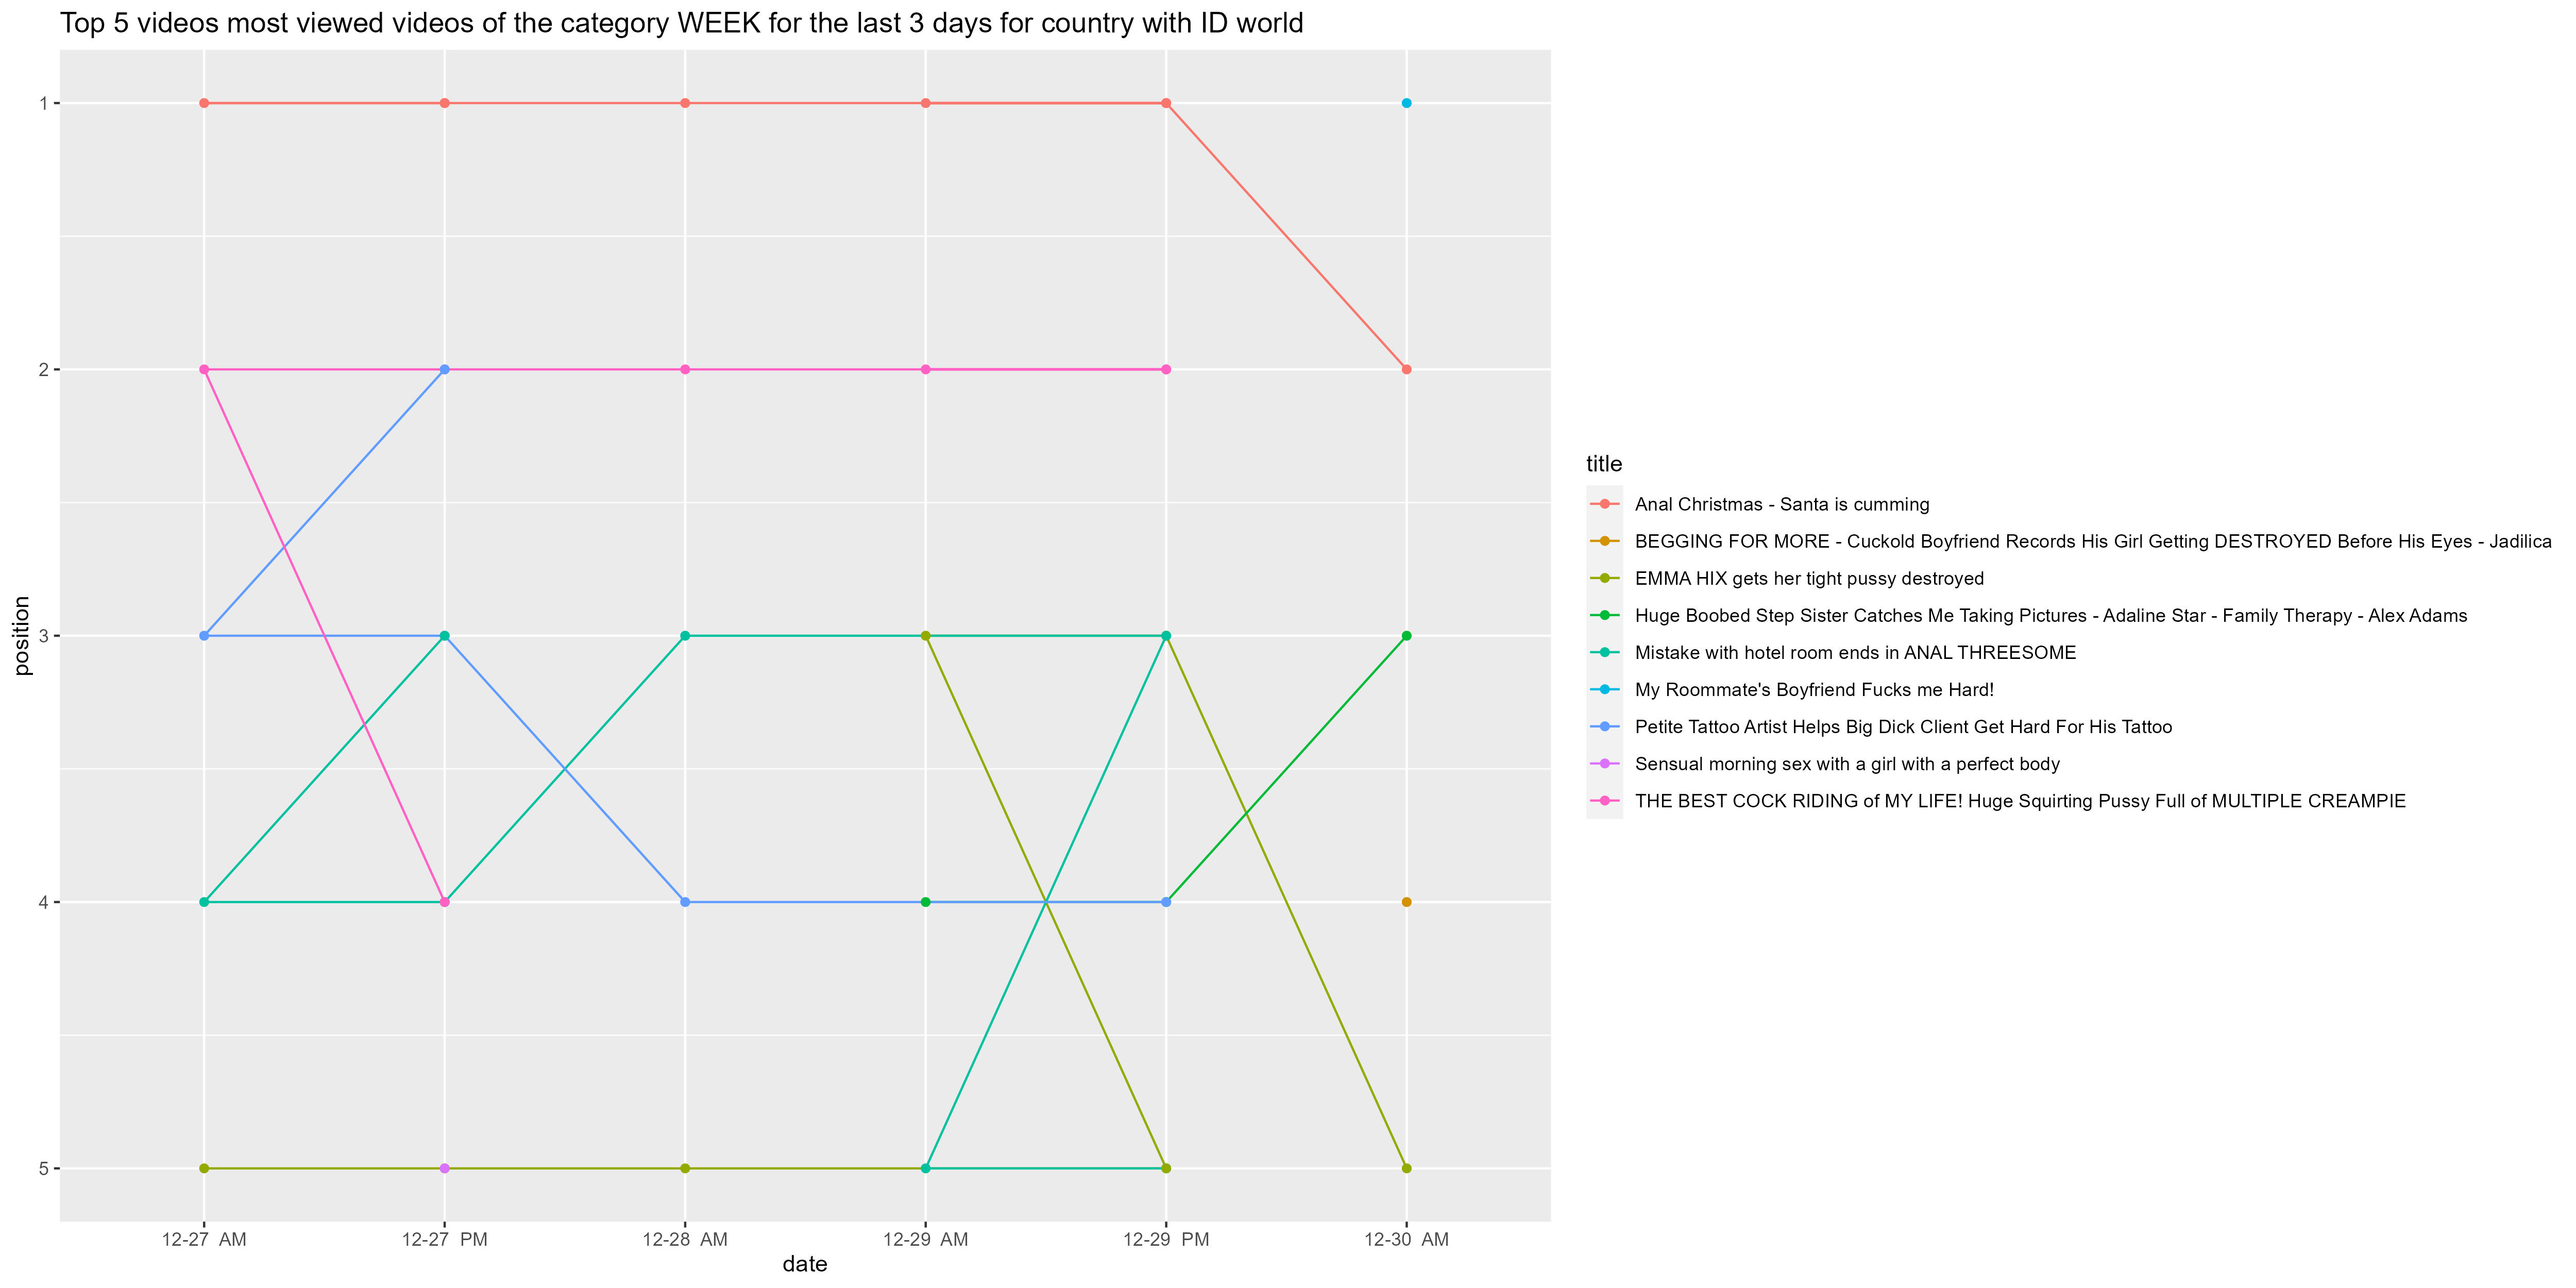 Top 5 videos most viewed videos of the category WEEK for the last 3 days for country with ID world
1
2
3
4
5
position
12-27 AM
12-27 PM
12-28 AM
12-29 AM
12-29 PM
12-30 AM
date
title
Anal Christmas - Santa is cumming
BEGGING FOR MORE - Cuckold Boyfriend Records His Girl Getting DESTROYED Before His Eyes - Jadilica
EMMA HIX gets her tight pussy destroyed
Huge Boobed Step Sister Catches Me Taking Pictures - Adaline Star - Family Therapy - Alex Adams
Mistake with hotel room ends in ANAL THREESOME
My Roommate's Boyfriend Fucks me Hard!
Petite Tattoo Artist Helps Big Dick Client Get Hard For His Tattoo
Sensual morning sex with a girl with a perfect body
THE BEST COCK RIDING of MY LIFE! Huge Squirting Pussy Full of MULTIPLE CREAMPIE